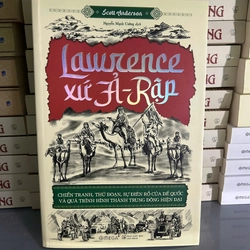 Scott Anderson
Nguyễn Mạnh Cường dịch
Lawrence
xứ Ả-Rập
CHIẾN TRANH, THỦ ĐOẠN, SỰ ĐIÊN RỒ CỦA ĐẾ QUỐC
VÀ QUÁ TRÌNH HÌNH THÀNH TRUNG ĐÔNG HIỆN ĐẠI